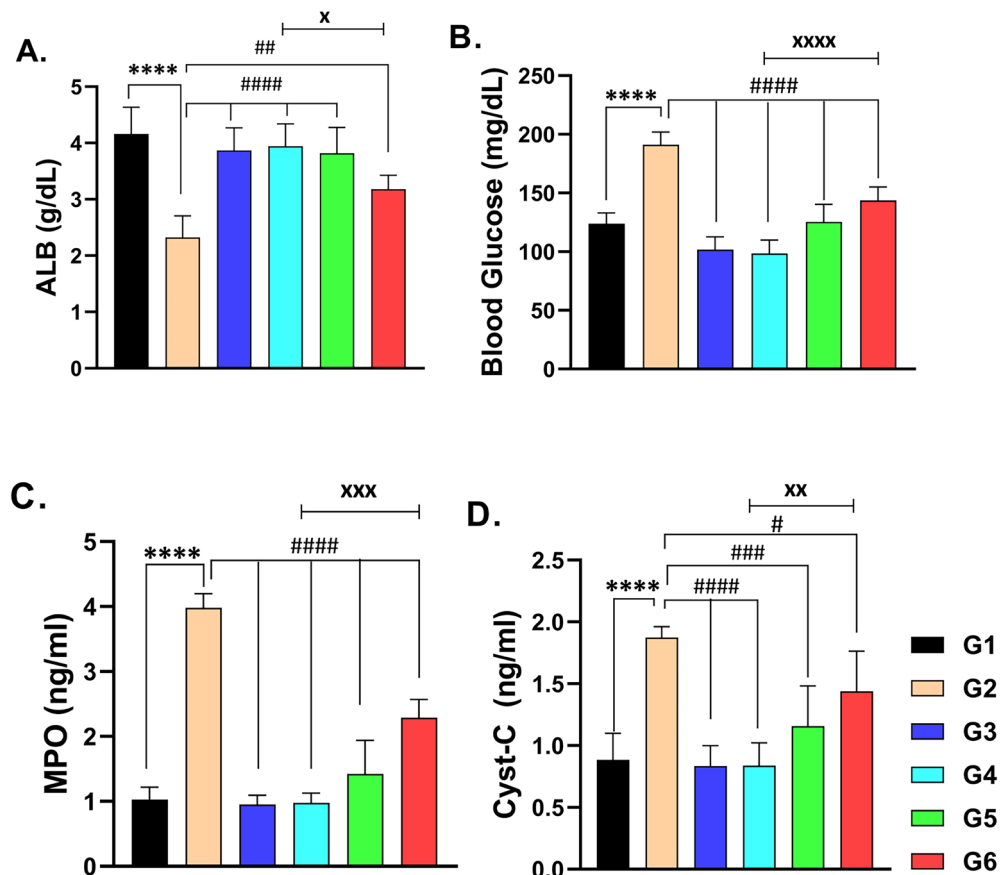 A.
x
##
****
####
ALB (g/dL)
5
4
3
2
1
0
B.
xxxx
****
####
Blood Glucose (mg/dL)
250
200
150
100
50
0
C.
xxx
****
####
MPO (ng/ml)
5
4
3
2
1
0
D.
xx
#
###
****
####
Cyst-C (ng/ml)
2.5
2.0
1.5
1.0
0.5
0.0
G1
G2
G3
G4
G5
G6